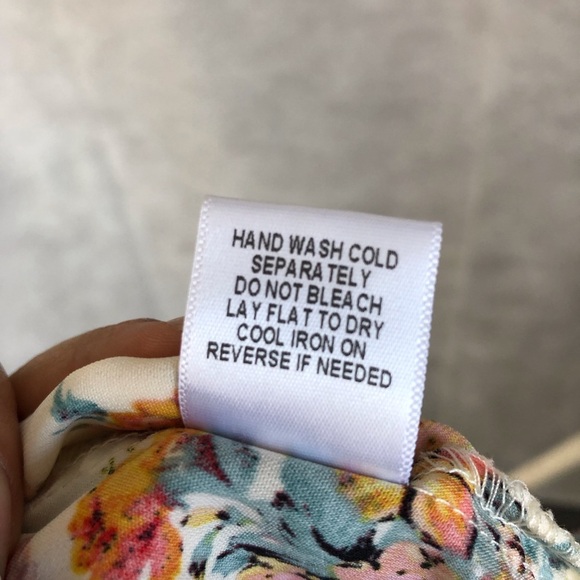 HAND WASH COLD
SEPARATELY
DO NOT BLEACH
LAY FLAT TO DRY
COOL IRON ON
REVERSE IF NEEDED